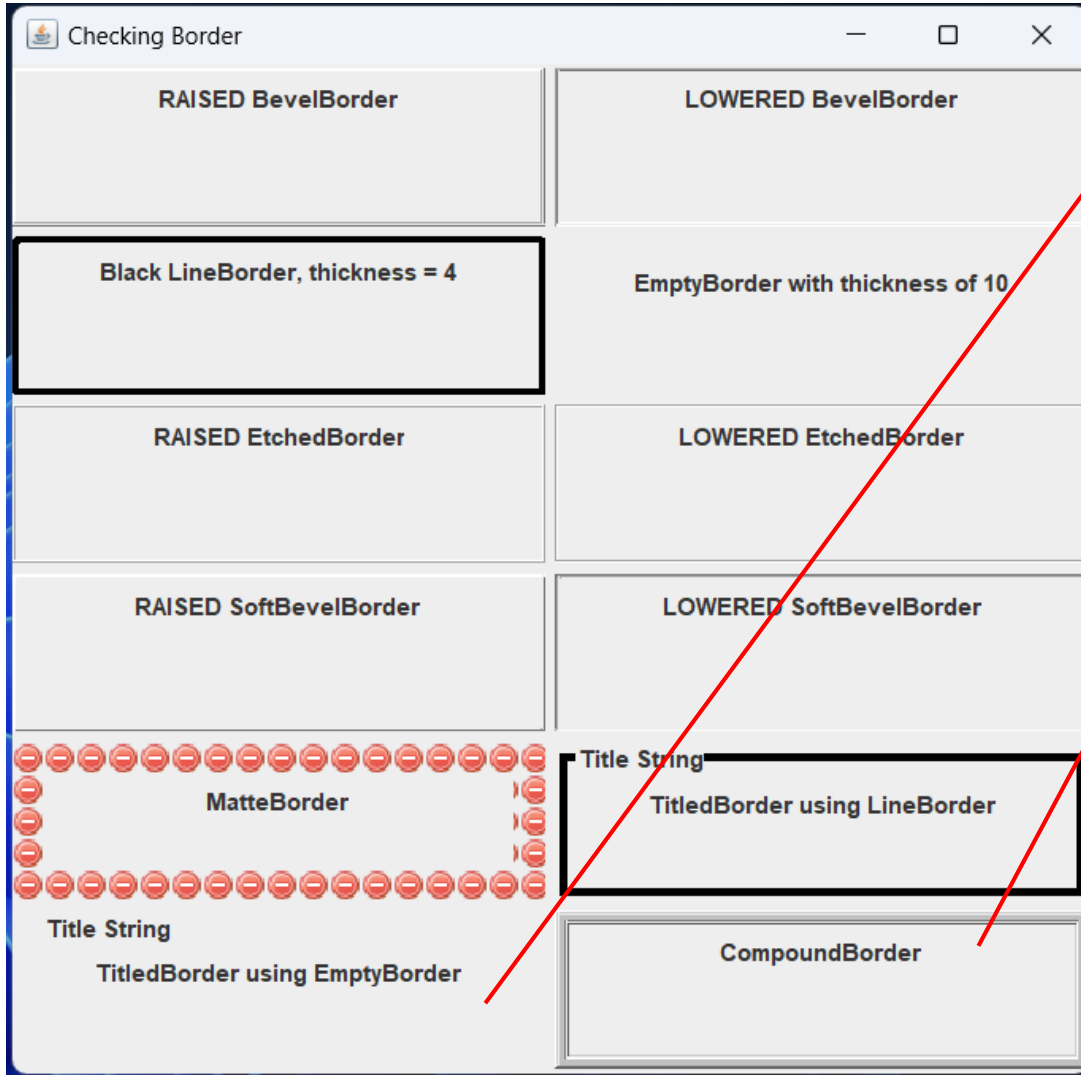 Checking Border
RAISED BevelBorder
LOWERED BevelBorder
Black LineBorder, thickness = 4
EmptyBorder with thickness of 10
RAISED EtchedBorder
LOWERED EtchedBorder
RAISED SoftBevelBorder
LOWERED SoftBevelBorder
MatteBorder
Title String
TitledBorder using LineBorder
Title String
TitledBorder using EmptyBorder
CompoundBorder